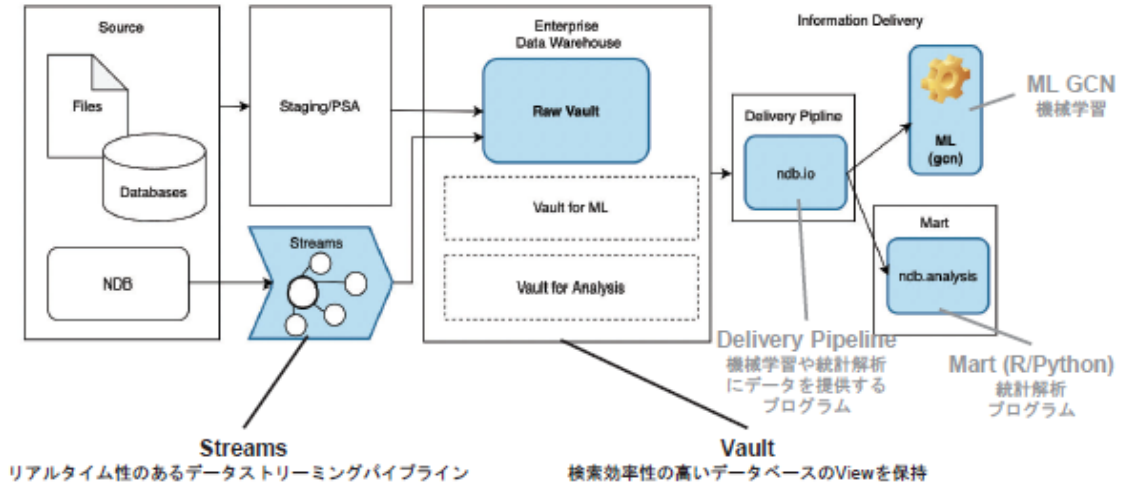 Source
Files
Databases
NDB
Staging/PSA
Streams
Enterprise
Data Warehouse
Raw Vault
Vault for ML
Vault for Analysis
Information Delivery
Delivery Pipline
ndb.io
ML
(gcn)
Mart
ndb.analysis
ML GCN
機械学習
Delivery Pipeline
機械学習や統計解析
にデータを提供する
プログラム
Mart (R/Python)
統計解析
プログラム
Streams
リアルタイム性のあるデータストリーミングパイプライン
Vault
検索効率性の高いデータベースのViewを保持